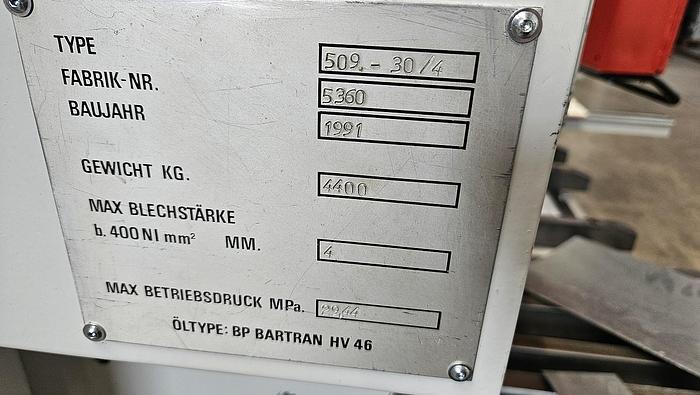 TYPE 509.- 30/4
FABRIK-NR. 5360
BAUJAHR 1991
GEWICHT KG. 4400
MAX BLECHSTÄRKE
b. 400 N I mm² MM. 4
MAX BETRIEBSDRUCK MPa.
ÖLTYPE: BP BARTRAN HV 46